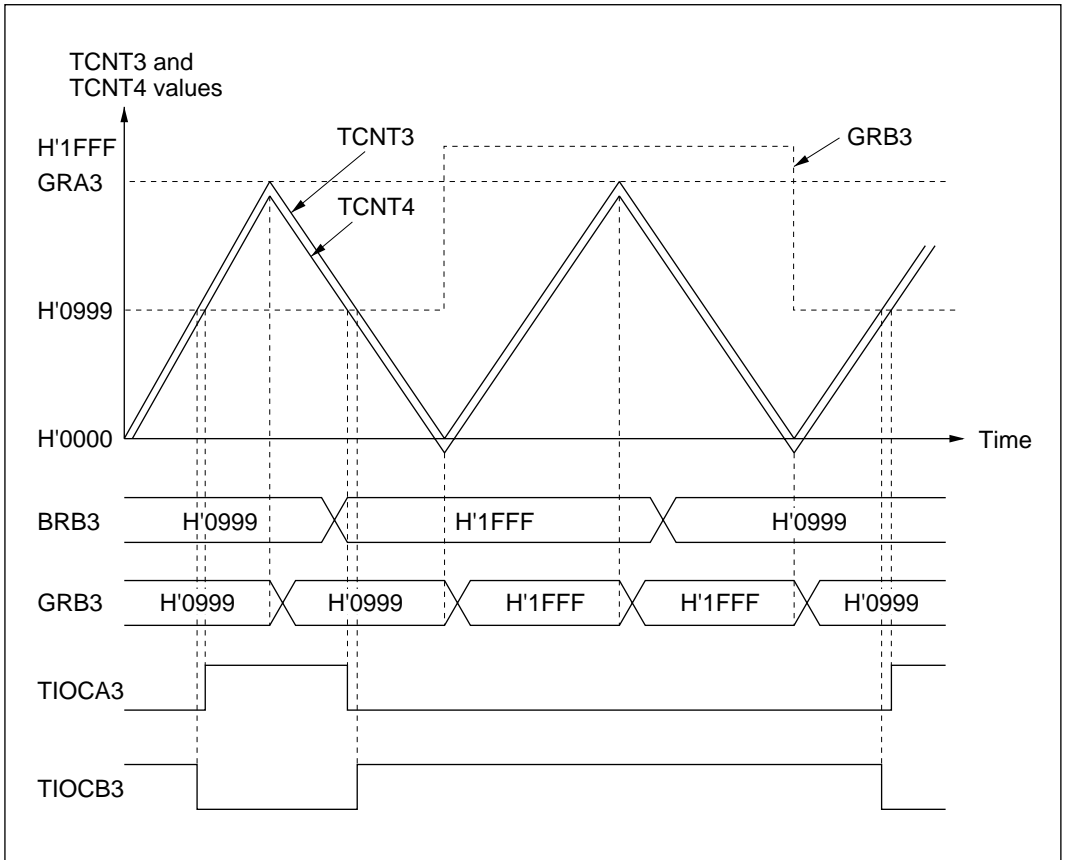 TCNT3 and
TCNT4 values
H'1FFF
GRA3
H'0999
H'0000
TCNT3
TCNT4
GRB3
Time
BRB3 H'0999 H'1FFF H'0999
GRB3 H'0999 H'0999 H'1FFF H'1FFF H'0999
TIOCA3
TIOCB3